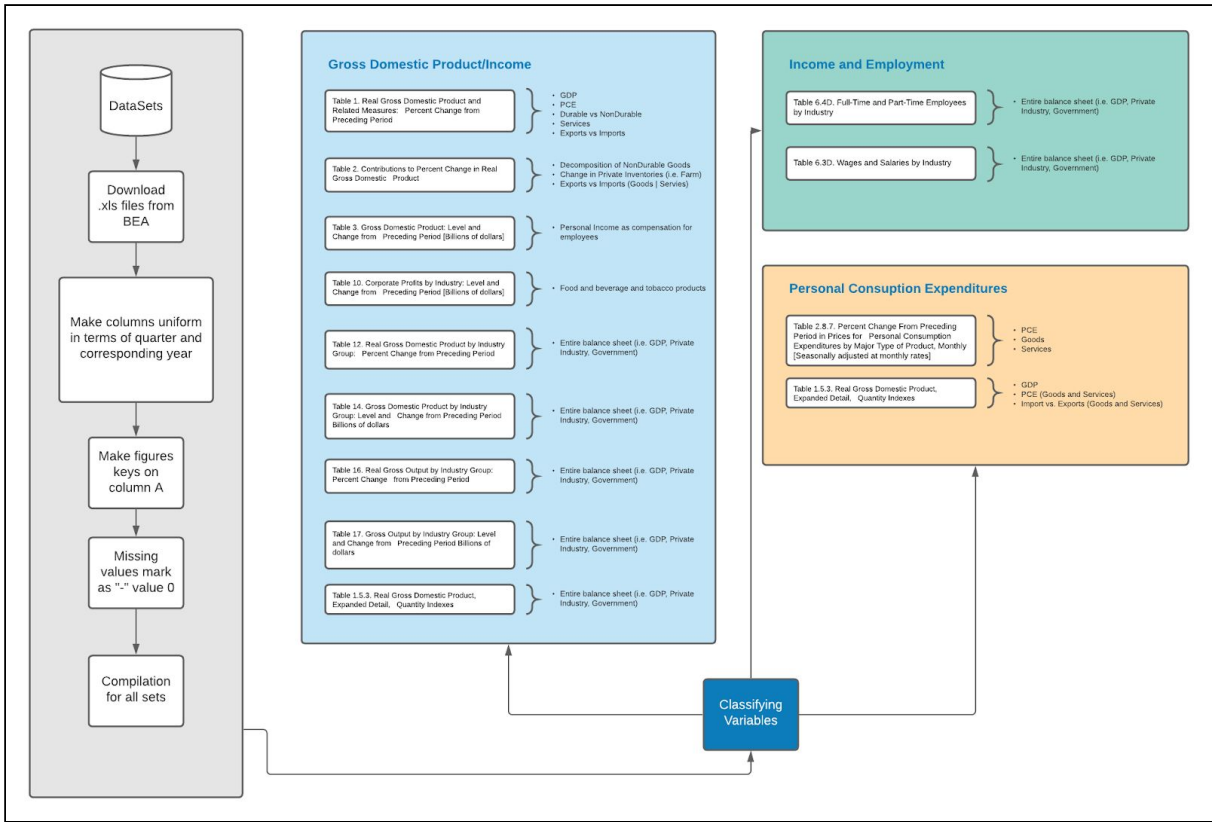 DataSets
Download
.xls files from
BEA
Make columns uniform
in terms of quarter and
corresponding year
Make figures
keys on
column A
Missing
values mark
as "-" value 0
Compilation
for all sets
Gross Domestic Product/Income
Table 1. Real Gross Domestic Product and
Related Measures: Percent Change from
Preceding Period
• GDP
• PCE
• Durable vs NonDurable
• Services
• Exports vs Imports
Table 2. Contributions to Percent Change in Real
Gross Domestic Product
• Decomposition of NonDurable Goods
• Change in Private Inventories (i.e. Farm)
• Exports vs Imports (Goods | Servies)
Table 3. Gross Domestic Product: Level and
Change from Preceding Period [Billions of dollars]
• Personal Income as compensation for
employees
Table 10. Corporate Profits by Industry: Level and
Change from Preceding Period [Billions of dollars]
• Food and beverage and tobacco products
Table 12. Real Gross Domestic Product by Industry
Group: Percent Change from Preceding Period
• Entire balance sheet (i.e. GDP, Private
Industry, Government)
Table 14. Gross Domestic Product by Industry
Group: Level and Change from Preceding Period
Billions of dollars
• Entire balance sheet (i.e. GDP, Private
Industry, Government)
Table 16. Real Gross Output by Industry Group:
Percent Change from Preceding Period
• Entire balance sheet (i.e. GDP, Private
Industry, Government)
Table 17. Gross Output by Industry Group: Level
and Change from Preceding Period Billions of
dollars
• Entire balance sheet (i.e. GDP, Private
Industry, Government)
Table 1.5.3. Real Gross Domestic Product,
Expanded Detail, Quantity Indexes
• Entire balance sheet (i.e. GDP, Private
Industry, Government)
Income and Employment
Table 6.4D. Full-Time and Part-Time Employees
by Industry
• Entire balance sheet (i.e. GDP, Private
Industry, Government)
Table 6.3D. Wages and Salaries by Industry
• Entire balance sheet (i.e. GDP, Private
Industry, Government)
Personal Consuption Expenditures
Table 2.8.7. Percent Change From Preceding
Period in Prices for Personal Consumption
Expenditures by Major Type of Product, Monthly
[Seasonally adjusted at monthly rates]
• PCE
• Goods
• Services
Table 1.5.3. Real Gross Domestic Product,
Expanded Detail, Quantity Indexes
• GDP
• PCE (Goods and Services)
• Import vs. Exports (Goods and Services)
Classifying
Variables